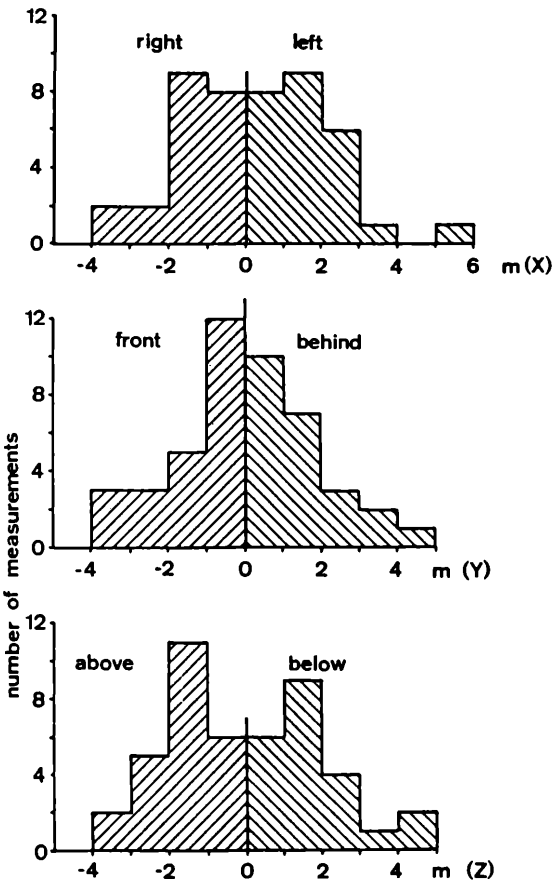 12
right left
8
4
0
-4 -2 0 2 4 6 m (X)
12
front behind
8
4
0
-4 -2 0 2 4 m (Y)
number of measurements
12
above below
8
4
0
-4 -2 0 2 4 m (Z)